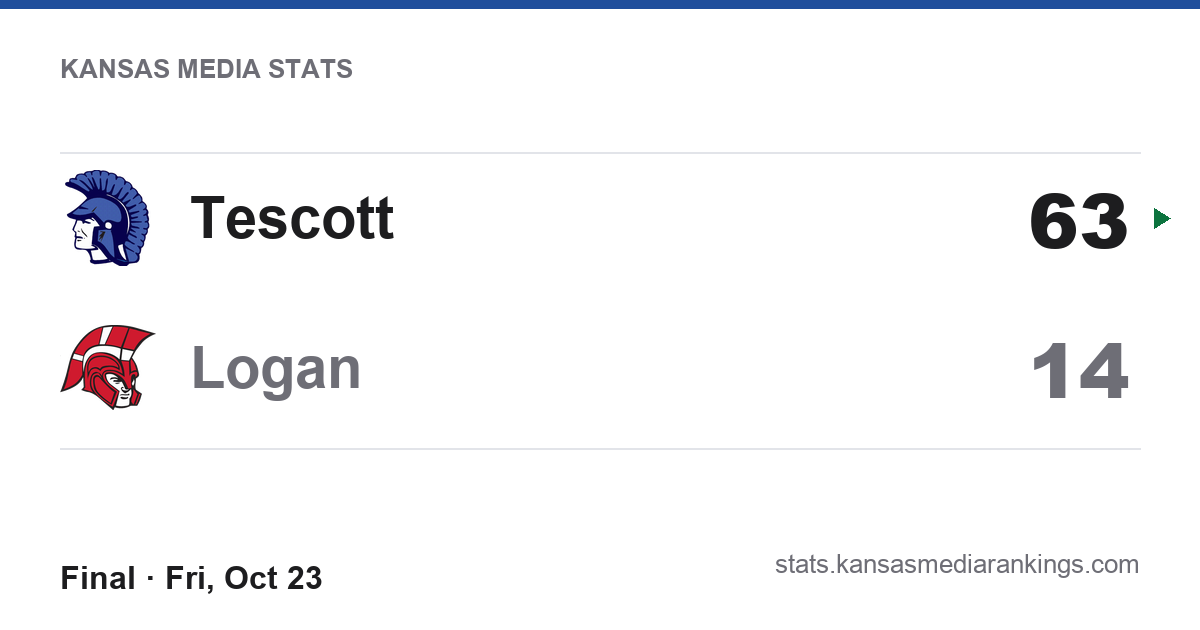 KANSAS MEDIA STATS
Tescott 63
Logan 14
Final · Fri, Oct 23
stats.kansasmediarankings.com